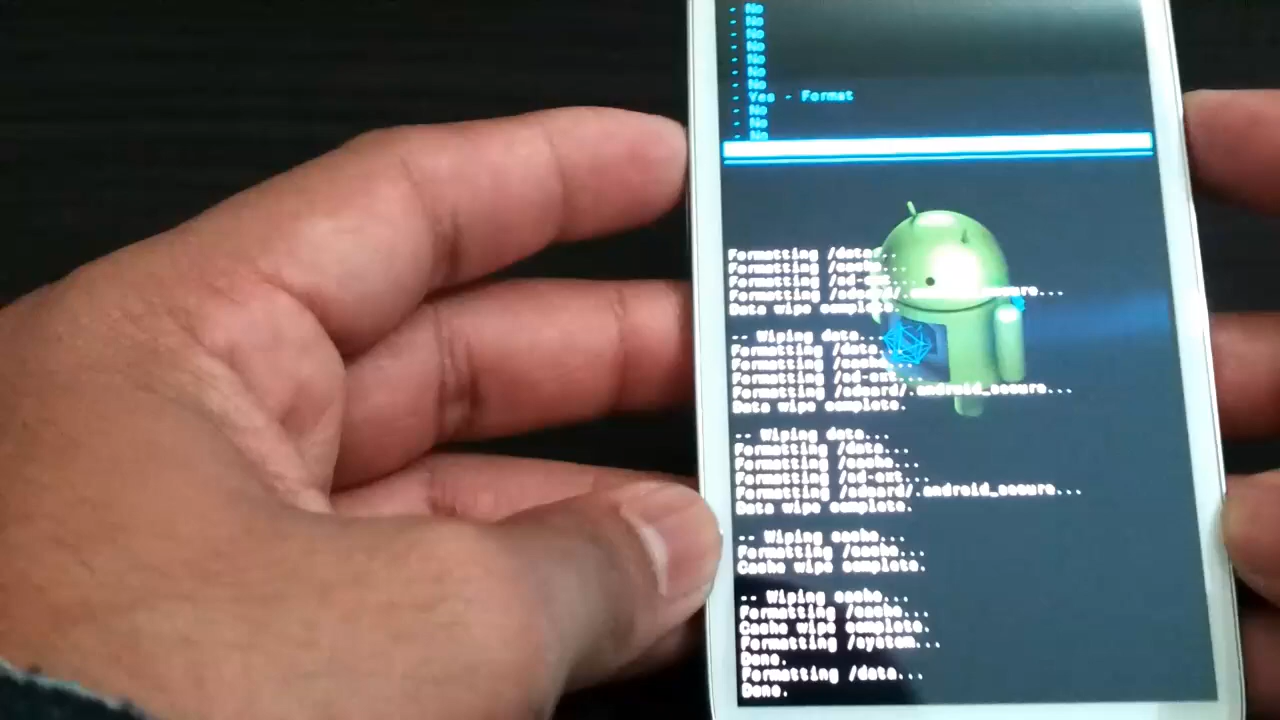 - No
- No
- No
- No
- No
- No
- No
- Yes - Format
- No
- No
- No
Formatting /data...
Formatting /cache...
Formatting /sd-ext...
Formatting /sdcard/.android_secure...
Data wipe complete.
-- Wiping data...
Formatting /data...
Formatting /cache...
Formatting /sd-ext...
Formatting /sdcard/.android_secure...
Data wipe complete.
-- Wiping data...
Formatting /data...
Formatting /cache...
Formatting /sd-ext...
Formatting /sdcard/.android_secure...
Data wipe complete.
-- Wiping cache...
Formatting /cache...
Cache wipe complete.
-- Wiping cache...
Formatting /cache...
Cache wipe complete.
Formatting /system...
Done.
Formatting /data...
Done.